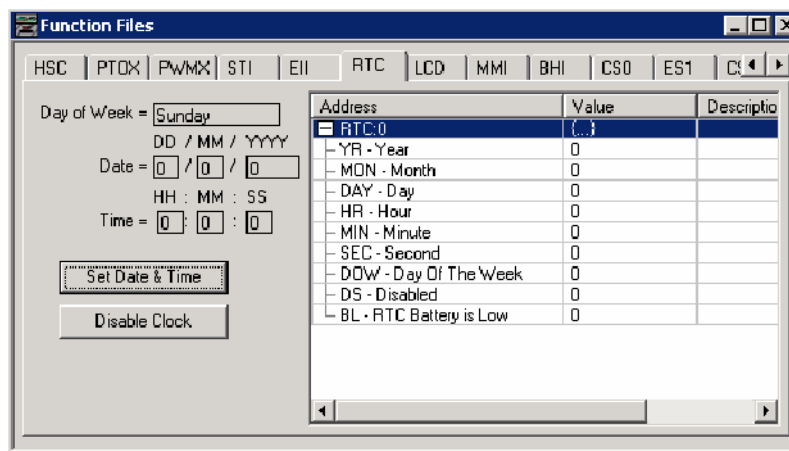 Function Files
HSC PTOX PWMX STI EII RTC LCD MMI BHI CS0 ES1
Day of Week = Sunday
DD / MM / YYYY
Date = 0 / 0 / 0
HH : MM : SS
Time = 0 : 0 : 0
Set Date & Time
Disable Clock
Address Value Descriptio
RTC:0 {...}
YR - Year 0
MON - Month 0
DAY - Day 0
HR - Hour 0
MIN - Minute 0
SEC - Second 0
DOW - Day Of The Week 0
DS - Disabled 0
BL - RTC Battery is Low 0